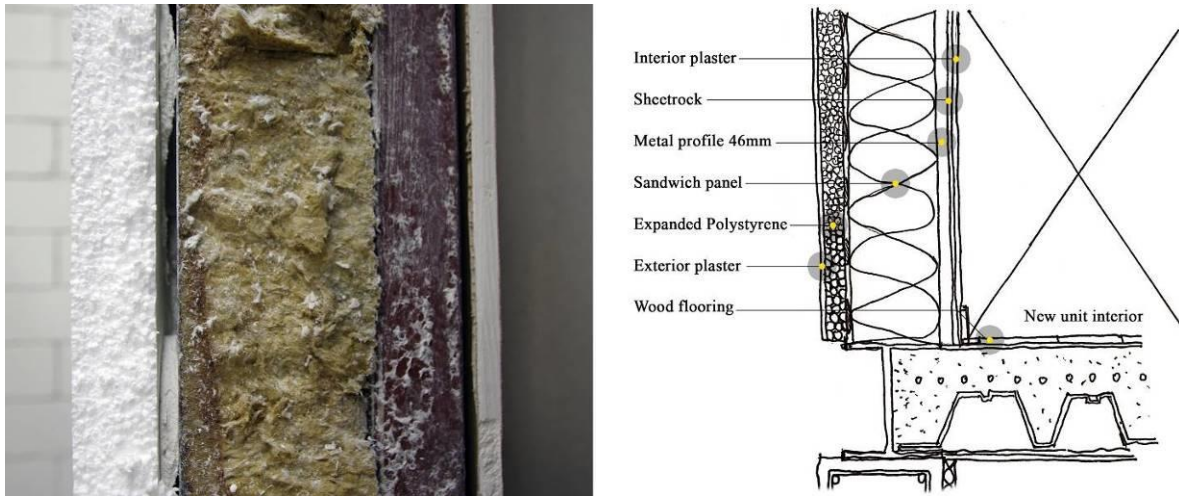 Interior plaster
Sheetrock
Metal profile 46mm
Sandwich panel
Expanded Polystyrene
Exterior plaster
Wood flooring
New unit interior